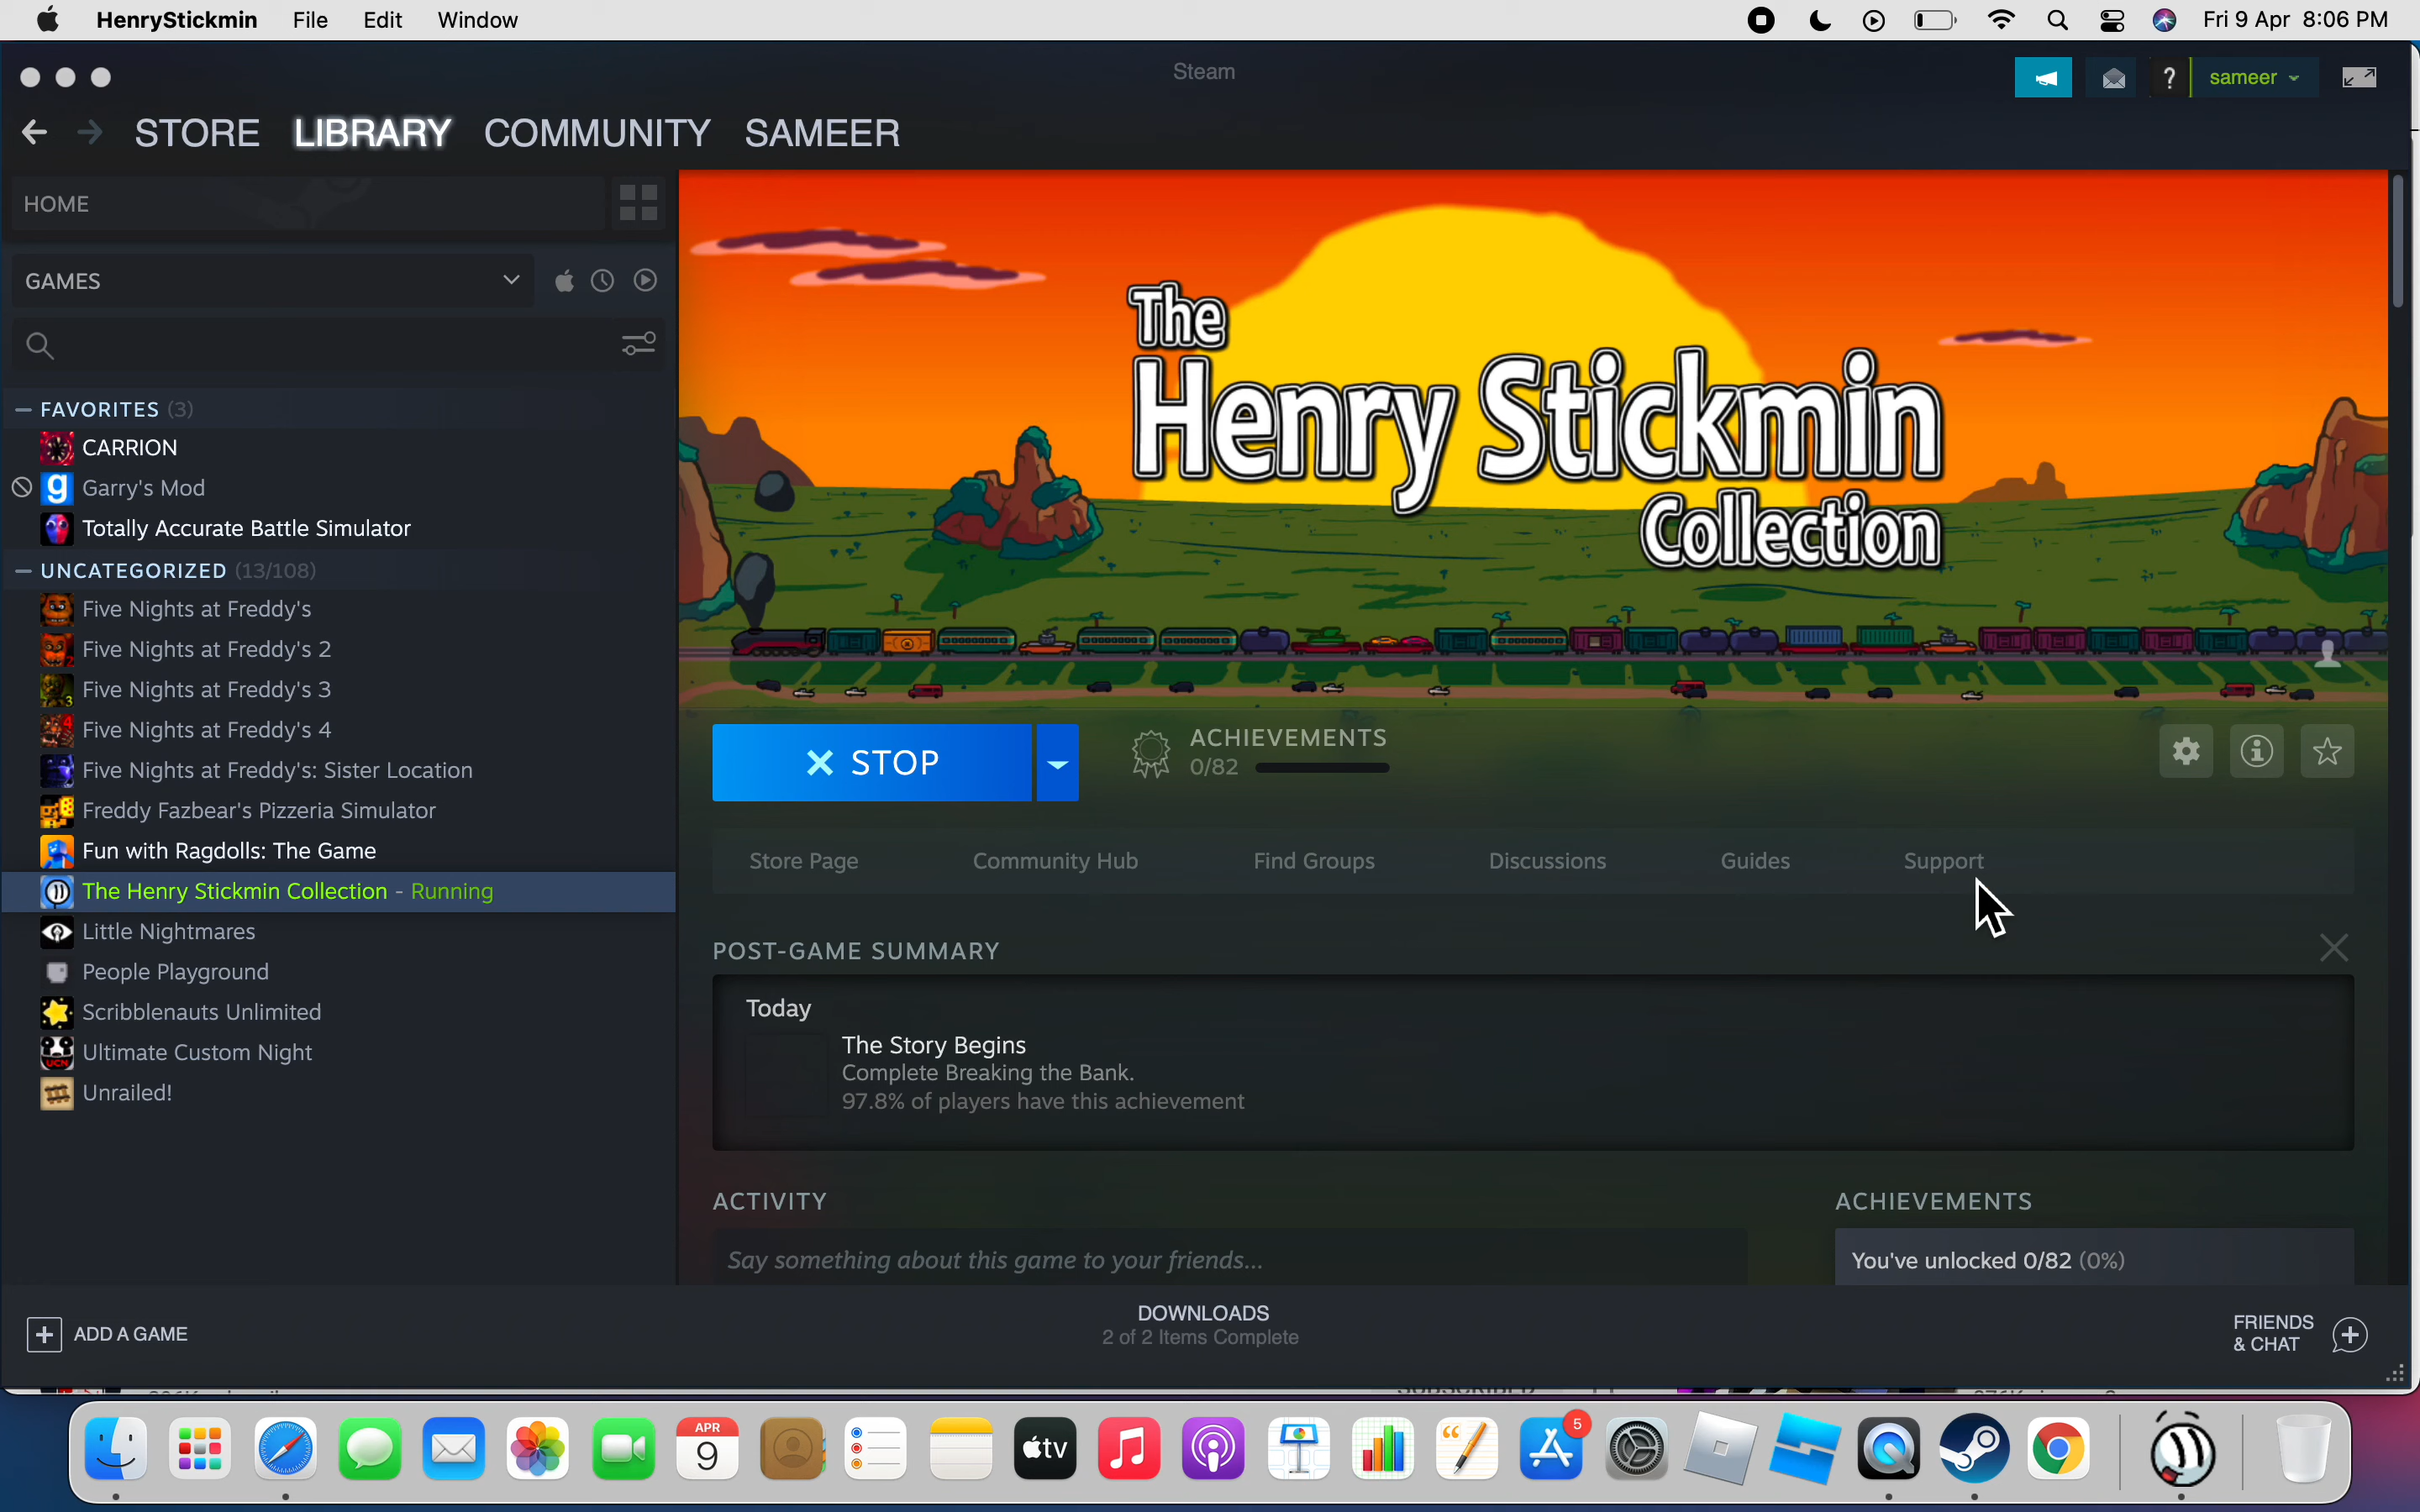 HenryStickmin File Edit Window Fri 9 Apr 8:06 PM
Steam
? sameer
STORE LIBRARY COMMUNITY SAMEER
HOME
GAMES
FAVORITES (3)
CARRION
Garry's Mod
Totally Accurate Battle Simulator
UNCATEGORIZED (13/108)
Five Nights at Freddy's
Five Nights at Freddy's 2
Five Nights at Freddy's 3
Five Nights at Freddy's 4
Five Nights at Freddy's: Sister Location
Freddy Fazbear's Pizzeria Simulator
Fun with Ragdolls: The Game
The Henry Stickmin Collection - Running
Little Nightmares
People Playground
Scribblenauts Unlimited
Ultimate Custom Night
Unrailed!
The
Henry Stickmin
Collection
STOP
ACHIEVEMENTS
0/82
Store Page Community Hub Find Groups Discussions Guides Support
POST-GAME SUMMARY
Today
The Story Begins
Complete Breaking the Bank.
97.8% of players have this achievement
ACTIVITY
Say something about this game to your friends...
ACHIEVEMENTS
You've unlocked 0/82 (0%)
ADD A GAME
DOWNLOADS
2 of 2 Items Complete
FRIENDS
& CHAT
APR
9
tv
5